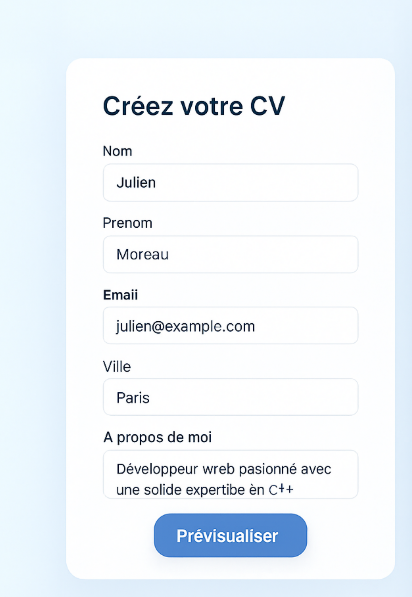 Créez votre CV
Nom
Julien
Prenom
Moreau
Emaii
julien@example.com
Ville
Paris
A propos de moi
Développeur wreb pasionné avec
une solide expertibe èn C++
Prévisualíser